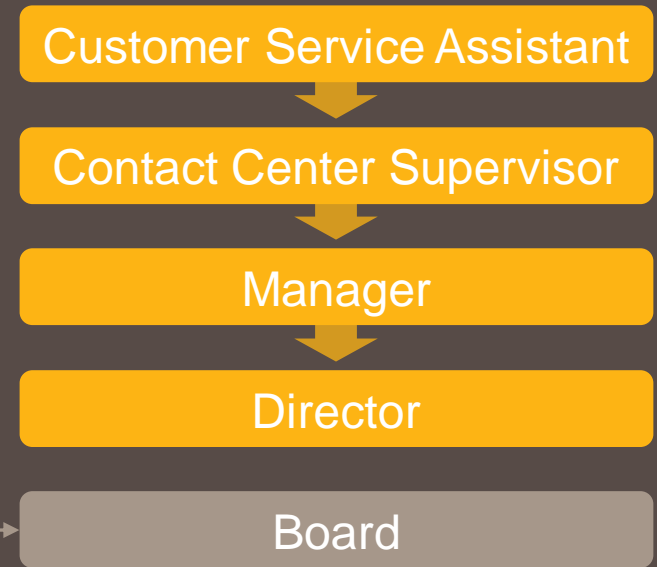 Customer Service Assistant
Contact Center Supervisor
Manager
Director
Board